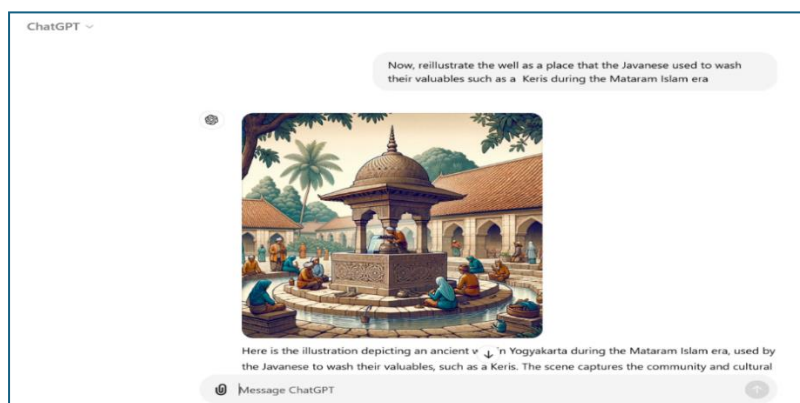 ChatGPT
Now, reillustrate the well as a place that the Javanese used to wash
their valuables such as a Keris during the Mataram Islam era
Here is the illustration depicting an ancient in Yogyakarta during the Mataram Islam era, used by
the Javanese to wash their valuables, such as a Keris. The scene captures the community and cultural
Message ChatGPT